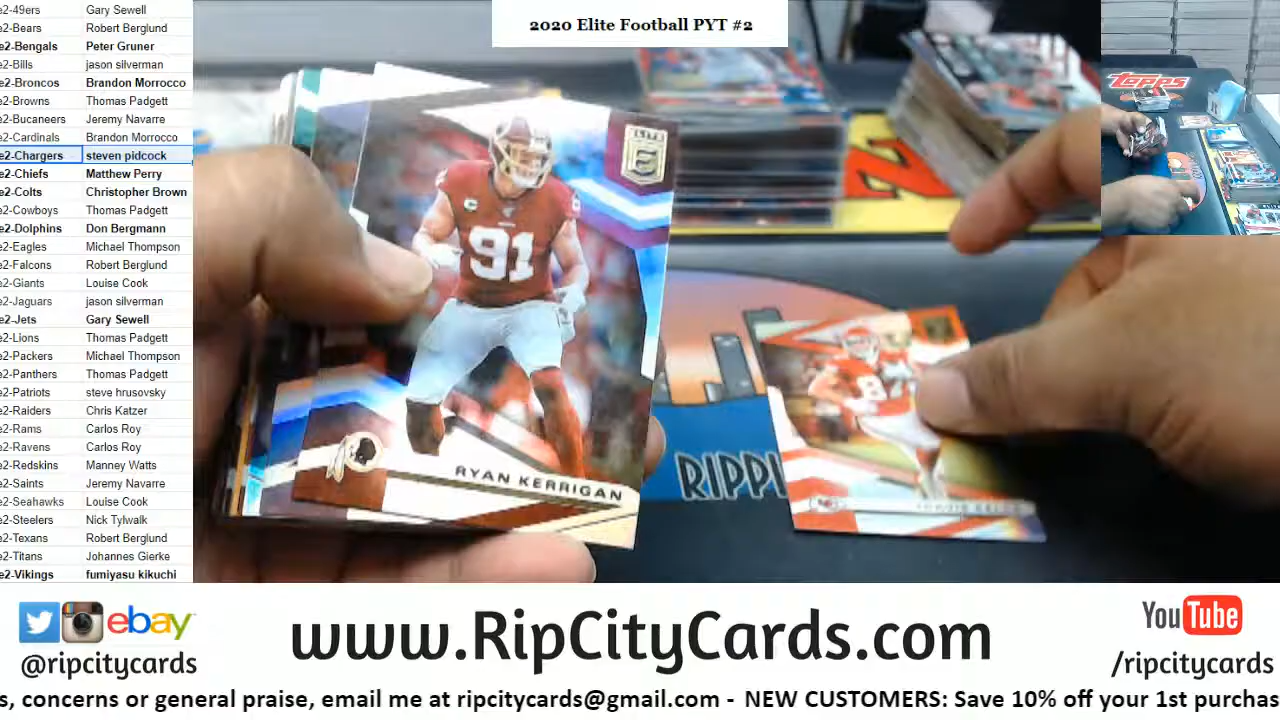 2020 Elite Football PYT #2
e2-49ers Gary Sewell
e2-Bears Robert Berglund
e2-Bengals Peter Gruner
e2-Bills jason silverman
e2-Broncos Brandon Morrocco
e2-Browns Thomas Padgett
e2-Bucaneers Jeremy Navarre
e2-Cardinals Brandon Morrocco
e2-Chargers steven pidcock
e2-Chiefs Matthew Perry
e2-Colts Christopher Brown
e2-Cowboys Thomas Padgett
e2-Dolphins Don Bergmann
e2-Eagles Michael Thompson
e2-Falcons Robert Berglund
e2-Giants Louise Cook
e2-Jaguars jason silverman
e2-Jets Gary Sewell
e2-Lions Thomas Padgett
e2-Packers Michael Thompson
e2-Panthers Thomas Padgett
e2-Patriots steve hrusovsky
e2-Raiders Chris Katzer
e2-Rams Carlos Roy
e2-Ravens Carlos Roy
e2-Redskins Manney Watts
e2-Saints Jeremy Navarre
e2-Seahawks Louise Cook
e2-Steelers Nick Tylwalk
e2-Texans Robert Berglund
e2-Titans Johannes Gierke
e2-Vikings fumiyasu kikuchi
ELITE
91
RYAN KERRIGAN
RIPPI
Topps
ebay
@ripcitycards
www.RipCityCards.com
YouTube
/ripcitycards
s, concerns or general praise, email me at ripcitycards@gmail.com - NEW CUSTOMERS: Save 10% off your 1st purchas